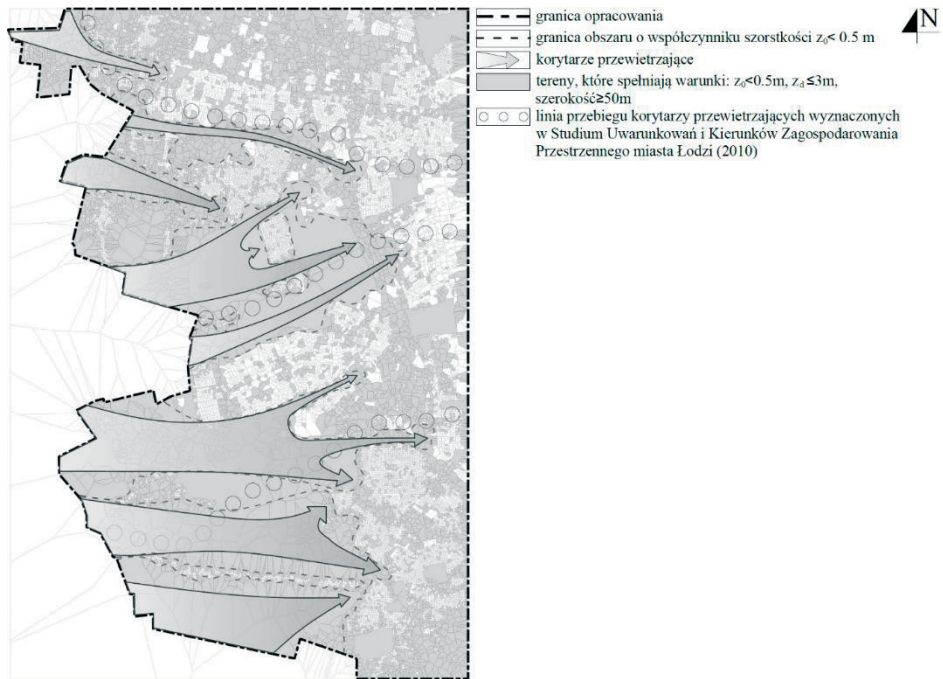 granica opracowania
granica obszaru o współczynniku szorstkości z₀< 0.5 m
korytarze przewietrzające
tereny, które spełniają warunki: z₀<0.5m, zd ≤3m,
szerokość≥50m
linia przebiegu korytarzy przewietrzających wyznaczonych
w Studium Uwarunkowań i Kierunków Zagospodarowania
Przestrzennego miasta Łodzi (2010)
N